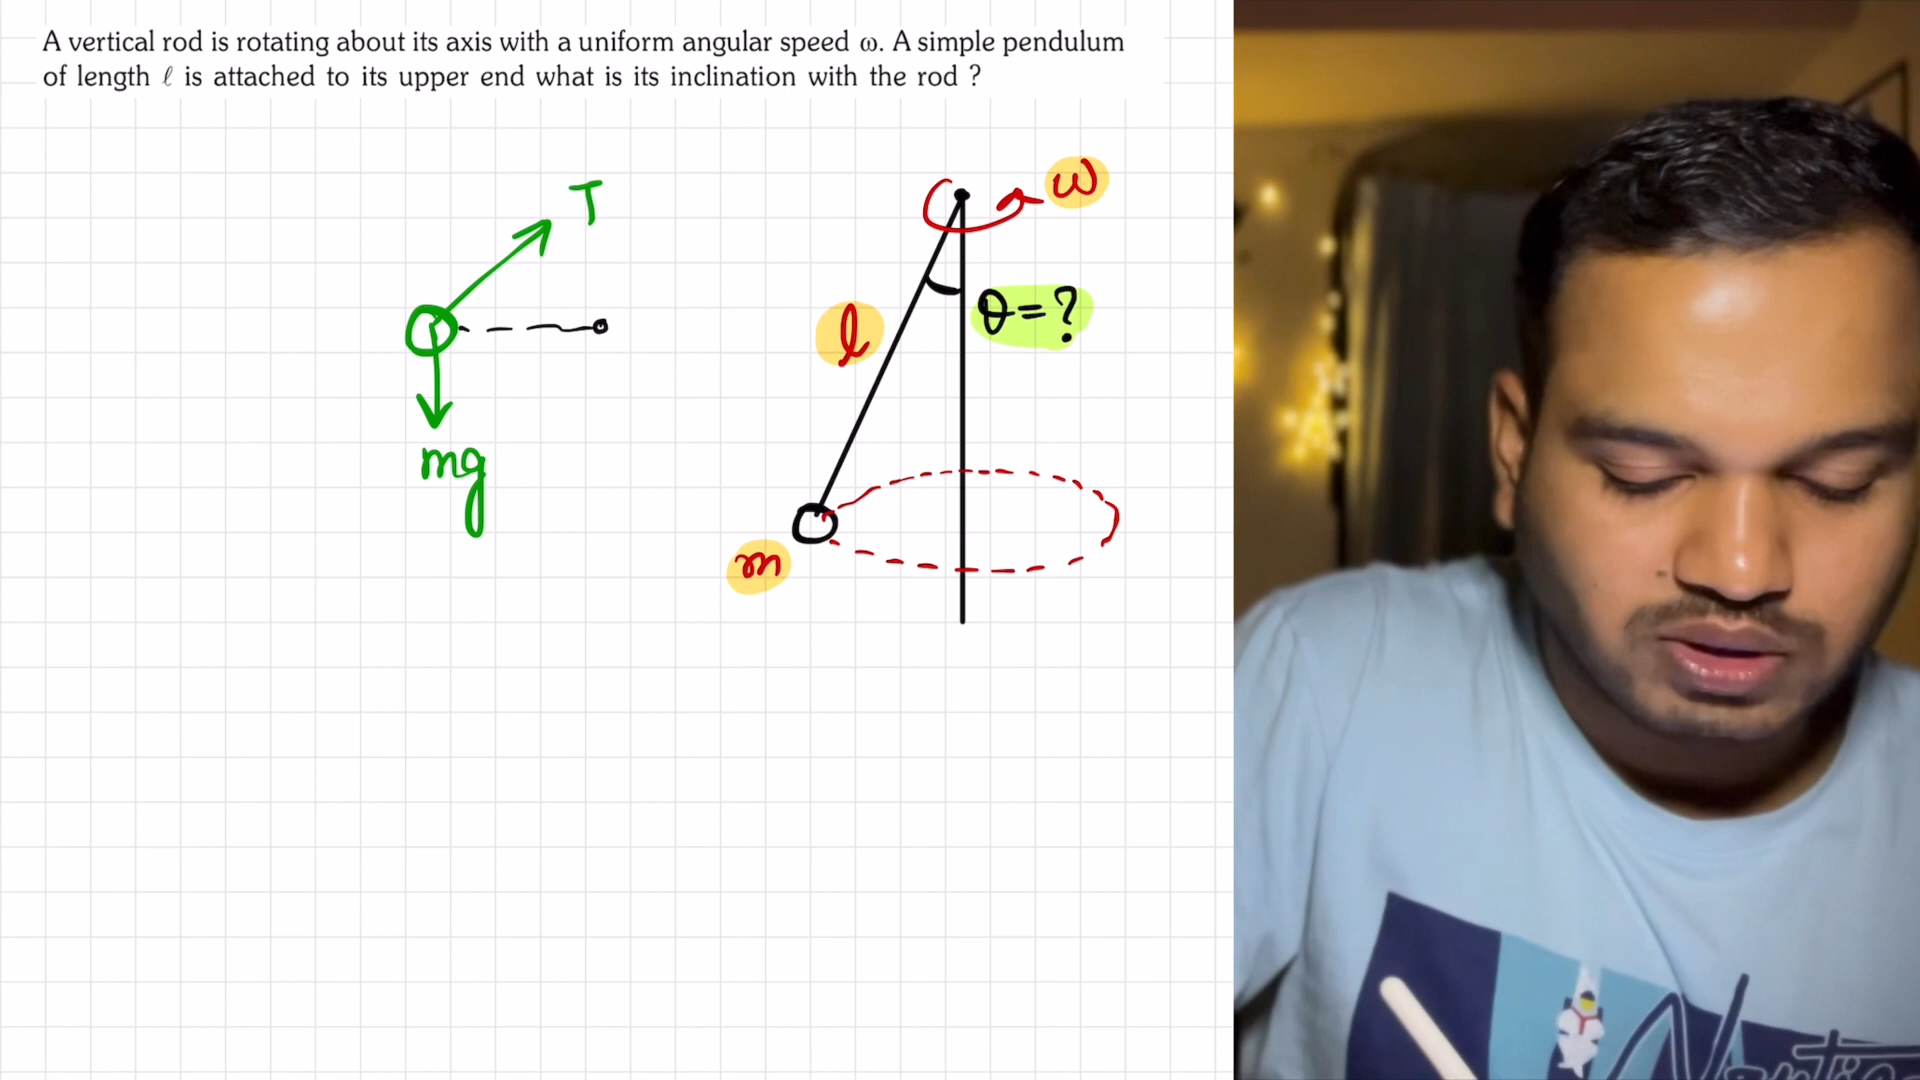 A vertical rod is rotating about its axis with a uniform angular speed ω. A simple pendulum
of length ℓ is attached to its upper end what is its inclination with the rod ?
T
mg
ω
θ = ?
l
m